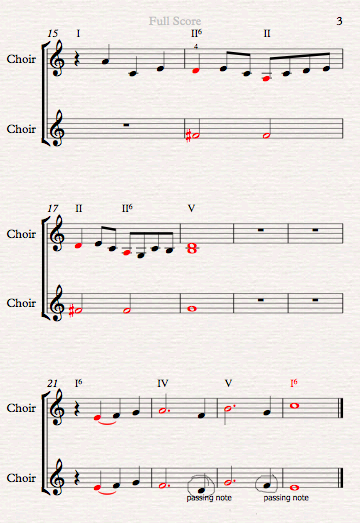 Full Score 3
15 I II6 II
4
Choir
Choir
17 II II6 V
Choir
Choir
21 I6 IV V I6
Choir
Choir
passing note passing note